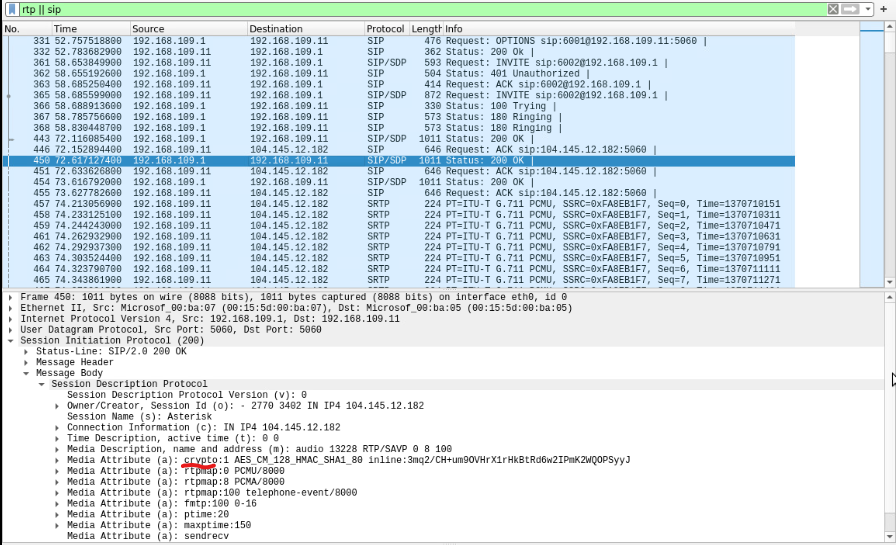 rtp || sip
No. Time Source Destination Protocol Length Info
331 52.757518800 192.168.109.1 192.168.109.11 SIP 476 Request: OPTIONS sip:6001@192.168.109.11:5060 |
332 52.783682900 192.168.109.11 192.168.109.1 SIP 362 Status: 200 Ok |
361 58.653849900 192.168.109.11 192.168.109.1 SIP/SDP 593 Request: INVITE sip:6002@192.168.109.1 |
362 58.655192600 192.168.109.1 192.168.109.11 SIP 504 Status: 401 Unauthorized |
363 58.685250400 192.168.109.11 192.168.109.1 SIP 414 Request: ACK sip:6002@192.168.109.1 |
365 58.685599000 192.168.109.11 192.168.109.1 SIP/SDP 872 Request: INVITE sip:6002@192.168.109.1 |
366 58.688913600 192.168.109.1 192.168.109.11 SIP 330 Status: 100 Trying |
367 58.785756600 192.168.109.1 192.168.109.11 SIP 573 Status: 180 Ringing |
368 58.830448700 192.168.109.1 192.168.109.11 SIP 573 Status: 180 Ringing |
443 72.116085400 192.168.109.1 192.168.109.11 SIP/SDP 1011 Status: 200 OK |
446 72.152894400 192.168.109.11 104.145.12.182 SIP 646 Request: ACK sip:104.145.12.182:5060 |
450 72.617127400 192.168.109.1 192.168.109.11 SIP/SDP 1011 Status: 200 OK |
451 72.633626800 192.168.109.11 104.145.12.182 SIP 646 Request: ACK sip:104.145.12.182:5060 |
454 73.616792000 192.168.109.1 192.168.109.11 SIP/SDP 1011 Status: 200 OK |
455 73.627782600 192.168.109.11 104.145.12.182 SIP 646 Request: ACK sip:104.145.12.182:5060 |
457 74.213056900 192.168.109.11 104.145.12.182 SRTP 224 PT=ITU-T G.711 PCMU, SSRC=0xFA8EB1F7, Seq=0, Time=1370710151
458 74.233125100 192.168.109.11 104.145.12.182 SRTP 224 PT=ITU-T G.711 PCMU, SSRC=0xFA8EB1F7, Seq=1, Time=1370710311
459 74.244243000 192.168.109.11 104.145.12.182 SRTP 224 PT=ITU-T G.711 PCMU, SSRC=0xFA8EB1F7, Seq=2, Time=1370710471
461 74.262932900 192.168.109.11 104.145.12.182 SRTP 224 PT=ITU-T G.711 PCMU, SSRC=0xFA8EB1F7, Seq=3, Time=1370710631
462 74.292937300 192.168.109.11 104.145.12.182 SRTP 224 PT=ITU-T G.711 PCMU, SSRC=0xFA8EB1F7, Seq=4, Time=1370710791
463 74.303524400 192.168.109.11 104.145.12.182 SRTP 224 PT=ITU-T G.711 PCMU, SSRC=0xFA8EB1F7, Seq=5, Time=1370710951
464 74.323790700 192.168.109.11 104.145.12.182 SRTP 224 PT=ITU-T G.711 PCMU, SSRC=0xFA8EB1F7, Seq=6, Time=1370711111
465 74.343861900 192.168.109.11 104.145.12.182 SRTP 224 PT=ITU-T G.711 PCMU, SSRC=0xFA8EB1F7, Seq=7, Time=1370711271
Frame 450: 1011 bytes on wire (8088 bits), 1011 bytes captured (8088 bits) on interface eth0, id 0
Ethernet II, Src: Microsof_00:ba:07 (00:15:5d:00:ba:07), Dst: Microsof_00:ba:05 (00:15:5d:00:ba:05)
Internet Protocol Version 4, Src: 192.168.109.1, Dst: 192.168.109.11
User Datagram Protocol, Src Port: 5060, Dst Port: 5060
Session Initiation Protocol (200)
Status-Line: SIP/2.0 200 OK
Message Header
Message Body
Session Description Protocol
Session Description Protocol Version (v): 0
Owner/Creator, Session Id (o): - 2770 3402 IN IP4 104.145.12.182
Session Name (s): Asterisk
Connection Information (c): IN IP4 104.145.12.182
Time Description, active time (t): 0 0
Media Description, name and address (m): audio 13228 RTP/SAVP 0 8 100
Media Attribute (a): crypto:1 AES_CM_128_HMAC_SHA1_80 inline:3mq2/CH+um9OVHrX1rHkBtRd6w2IPmK2WQOPSyyJ
Media Attribute (a): rtpmap:0 PCMU/8000
Media Attribute (a): rtpmap:8 PCMA/8000
Media Attribute (a): rtpmap:100 telephone-event/8000
Media Attribute (a): fmtp:100 0-16
Media Attribute (a): ptime:20
Media Attribute (a): maxptime:150
Media Attribute (a): sendrecv